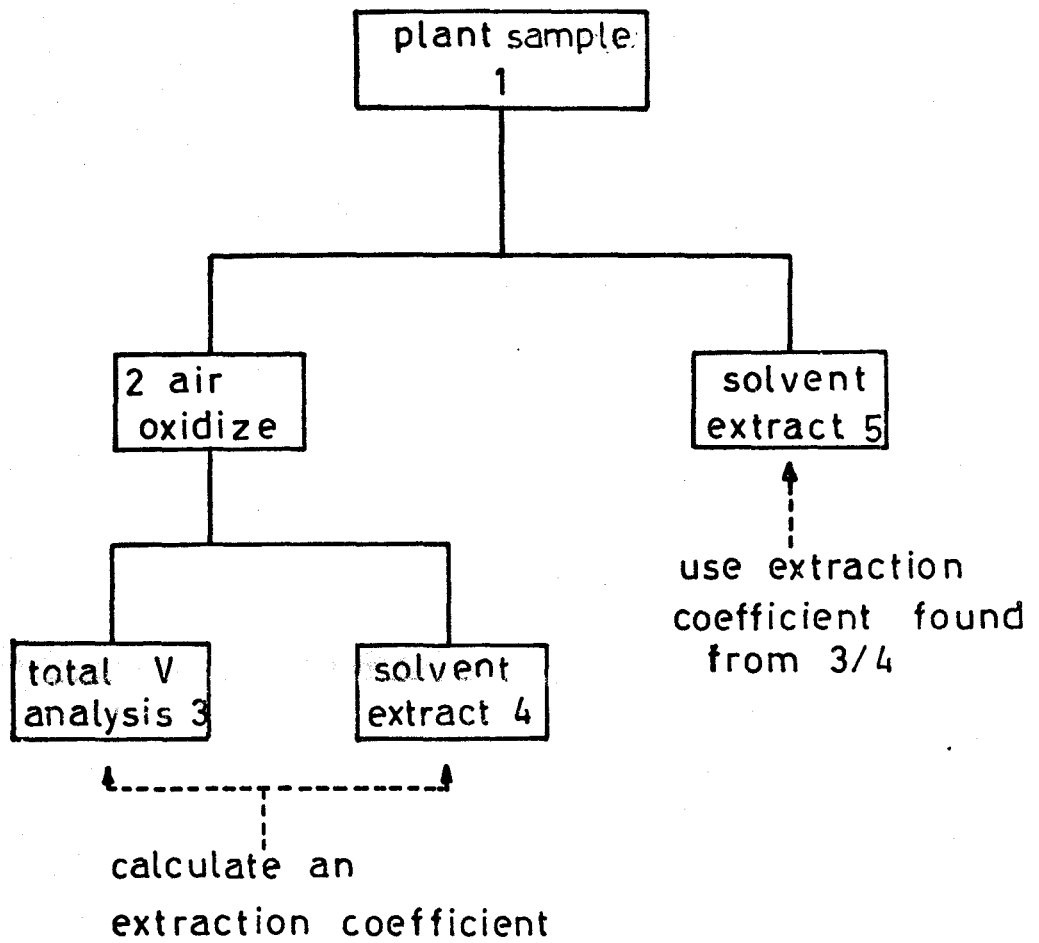 plant sample
1
2 air
oxidize
solvent
extract 5
use extraction
coefficient found
from 3/4
total V
analysis 3
solvent
extract 4
calculate an
extraction coefficient